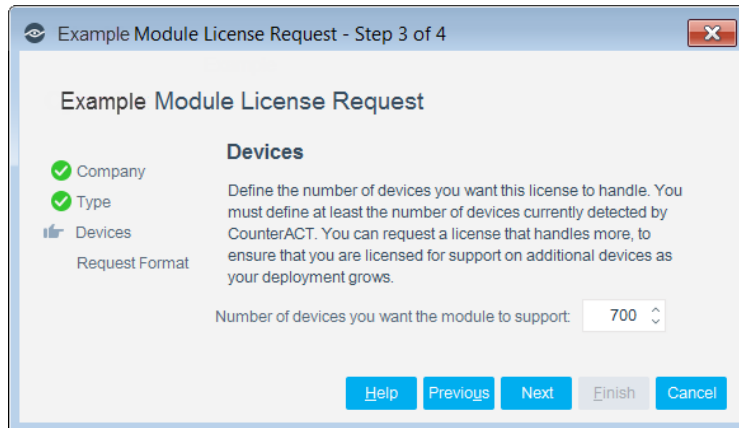 Example Module License Request - Step 3 of 4
Example Module License Request
Company
Type
Devices
Request Format
Devices
Define the number of devices you want this license to handle. You
must define at least the number of devices currently detected by
CounterACT. You can request a license that handles more, to
ensure that you are licensed for support on additional devices as
your deployment grows.
Number of devices you want the module to support: 700
Help Previous Next Finish Cancel